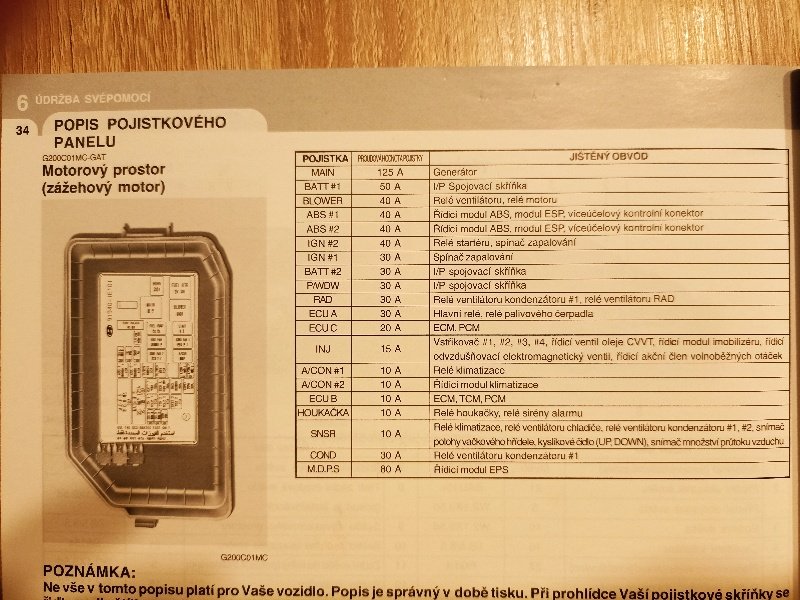 6 ÚDRŽBA SVÉPOMOCÍ
34
POPIS POJISTKOVÉHO
PANELU
G200C01MC-GAT
Motorový prostor
(zážehový motor)
POJISTKA PROUDOVÁ HODNOTA POJISTKY JIŠTĚNÝ OBVOD
MAIN 125 A Generátor
BATT #1 50 A I/P Spojovací skříňka
BLOWER 40 A Relé ventilátoru, relé motoru
ABS #1 40 A Řídicí modul ABS, modul ESP, víceúčelový kontrolní konektor
ABS #2 40 A Řídicí modul ABS, modul ESP, víceúčelový kontrolní konektor
IGN #2 40 A Relé startéru, spínač zapalování
IGN #1 30 A Spínač zapalování
BATT #2 30 A I/P spojovací skříňka
P/WDW 30 A I/P spojovací skříňka
RAD 30 A Relé ventilátoru kondenzátoru #1, relé ventilátoru RAD
ECU A 30 A Hlavní relé, relé palivového čerpadla
ECU C 20 A ECM, PCM
INJ 15 A Vstřikovač #1, #2, #3, #4, řídicí ventil oleje CVVT, řídicí modul imobilizéru, řídicí
odvzdušňovací elektromagnetický ventil, řídicí akční člen volnoběžných otáček
A/CON #1 10 A Relé klimatizace
A/CON #2 10 A Řídicí modul klimatizace
ECU B 10 A ECM, TCM, PCM
HOUKAČKA 10 A Relé houkačky, relé sirény alarmu
SNSR 10 A Relé klimatizace, relé ventilátoru chladiče, relé ventilátoru kondenzátoru #1, #2, snímač
polohy vačkového hřídele, kyslíkové čidlo (UP, DOWN), snímač množství průtoku vzduchu
COND 30 A Relé ventilátoru kondenzátoru #1
M.D.P.S 80 A Řídicí modul EPS
G200C01MC
POZNÁMKA:
Ne vše v tomto popisu platí pro Vaše vozidlo. Popis je správný v době tisku. Při prohlídce Vaší pojistkové skříňky se